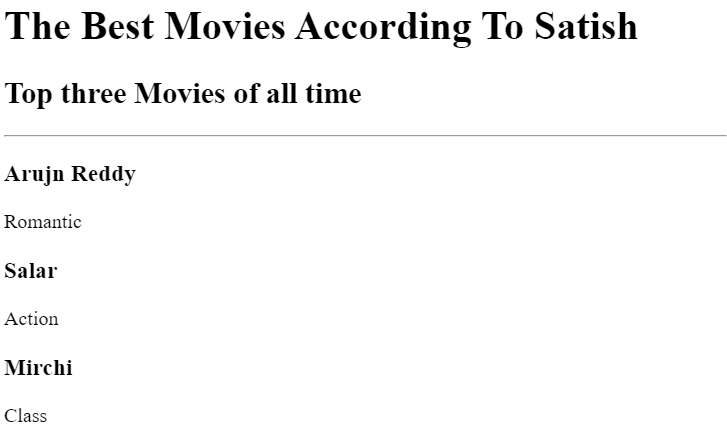 The Best Movies According To Satish
Top three Movies of all time
Arujn Reddy
Romantic
Salar
Action
Mirchi
Class